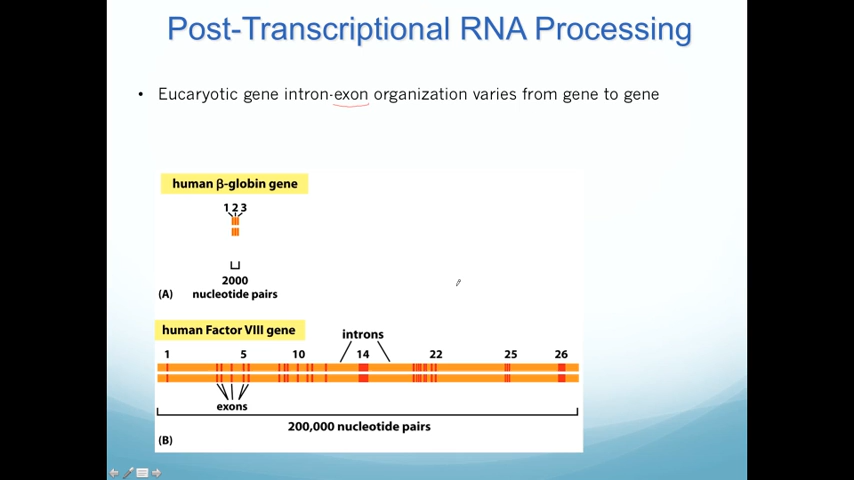 Post-Transcriptional RNA Processing
• Eucaryotic gene intron-exon organization varies from gene to gene
human β-globin gene
1 2 3
2000
nucleotide pairs
(A)
human Factor VIII gene
introns
1 5 10 14 22 25 26
exons
200,000 nucleotide pairs
(B)